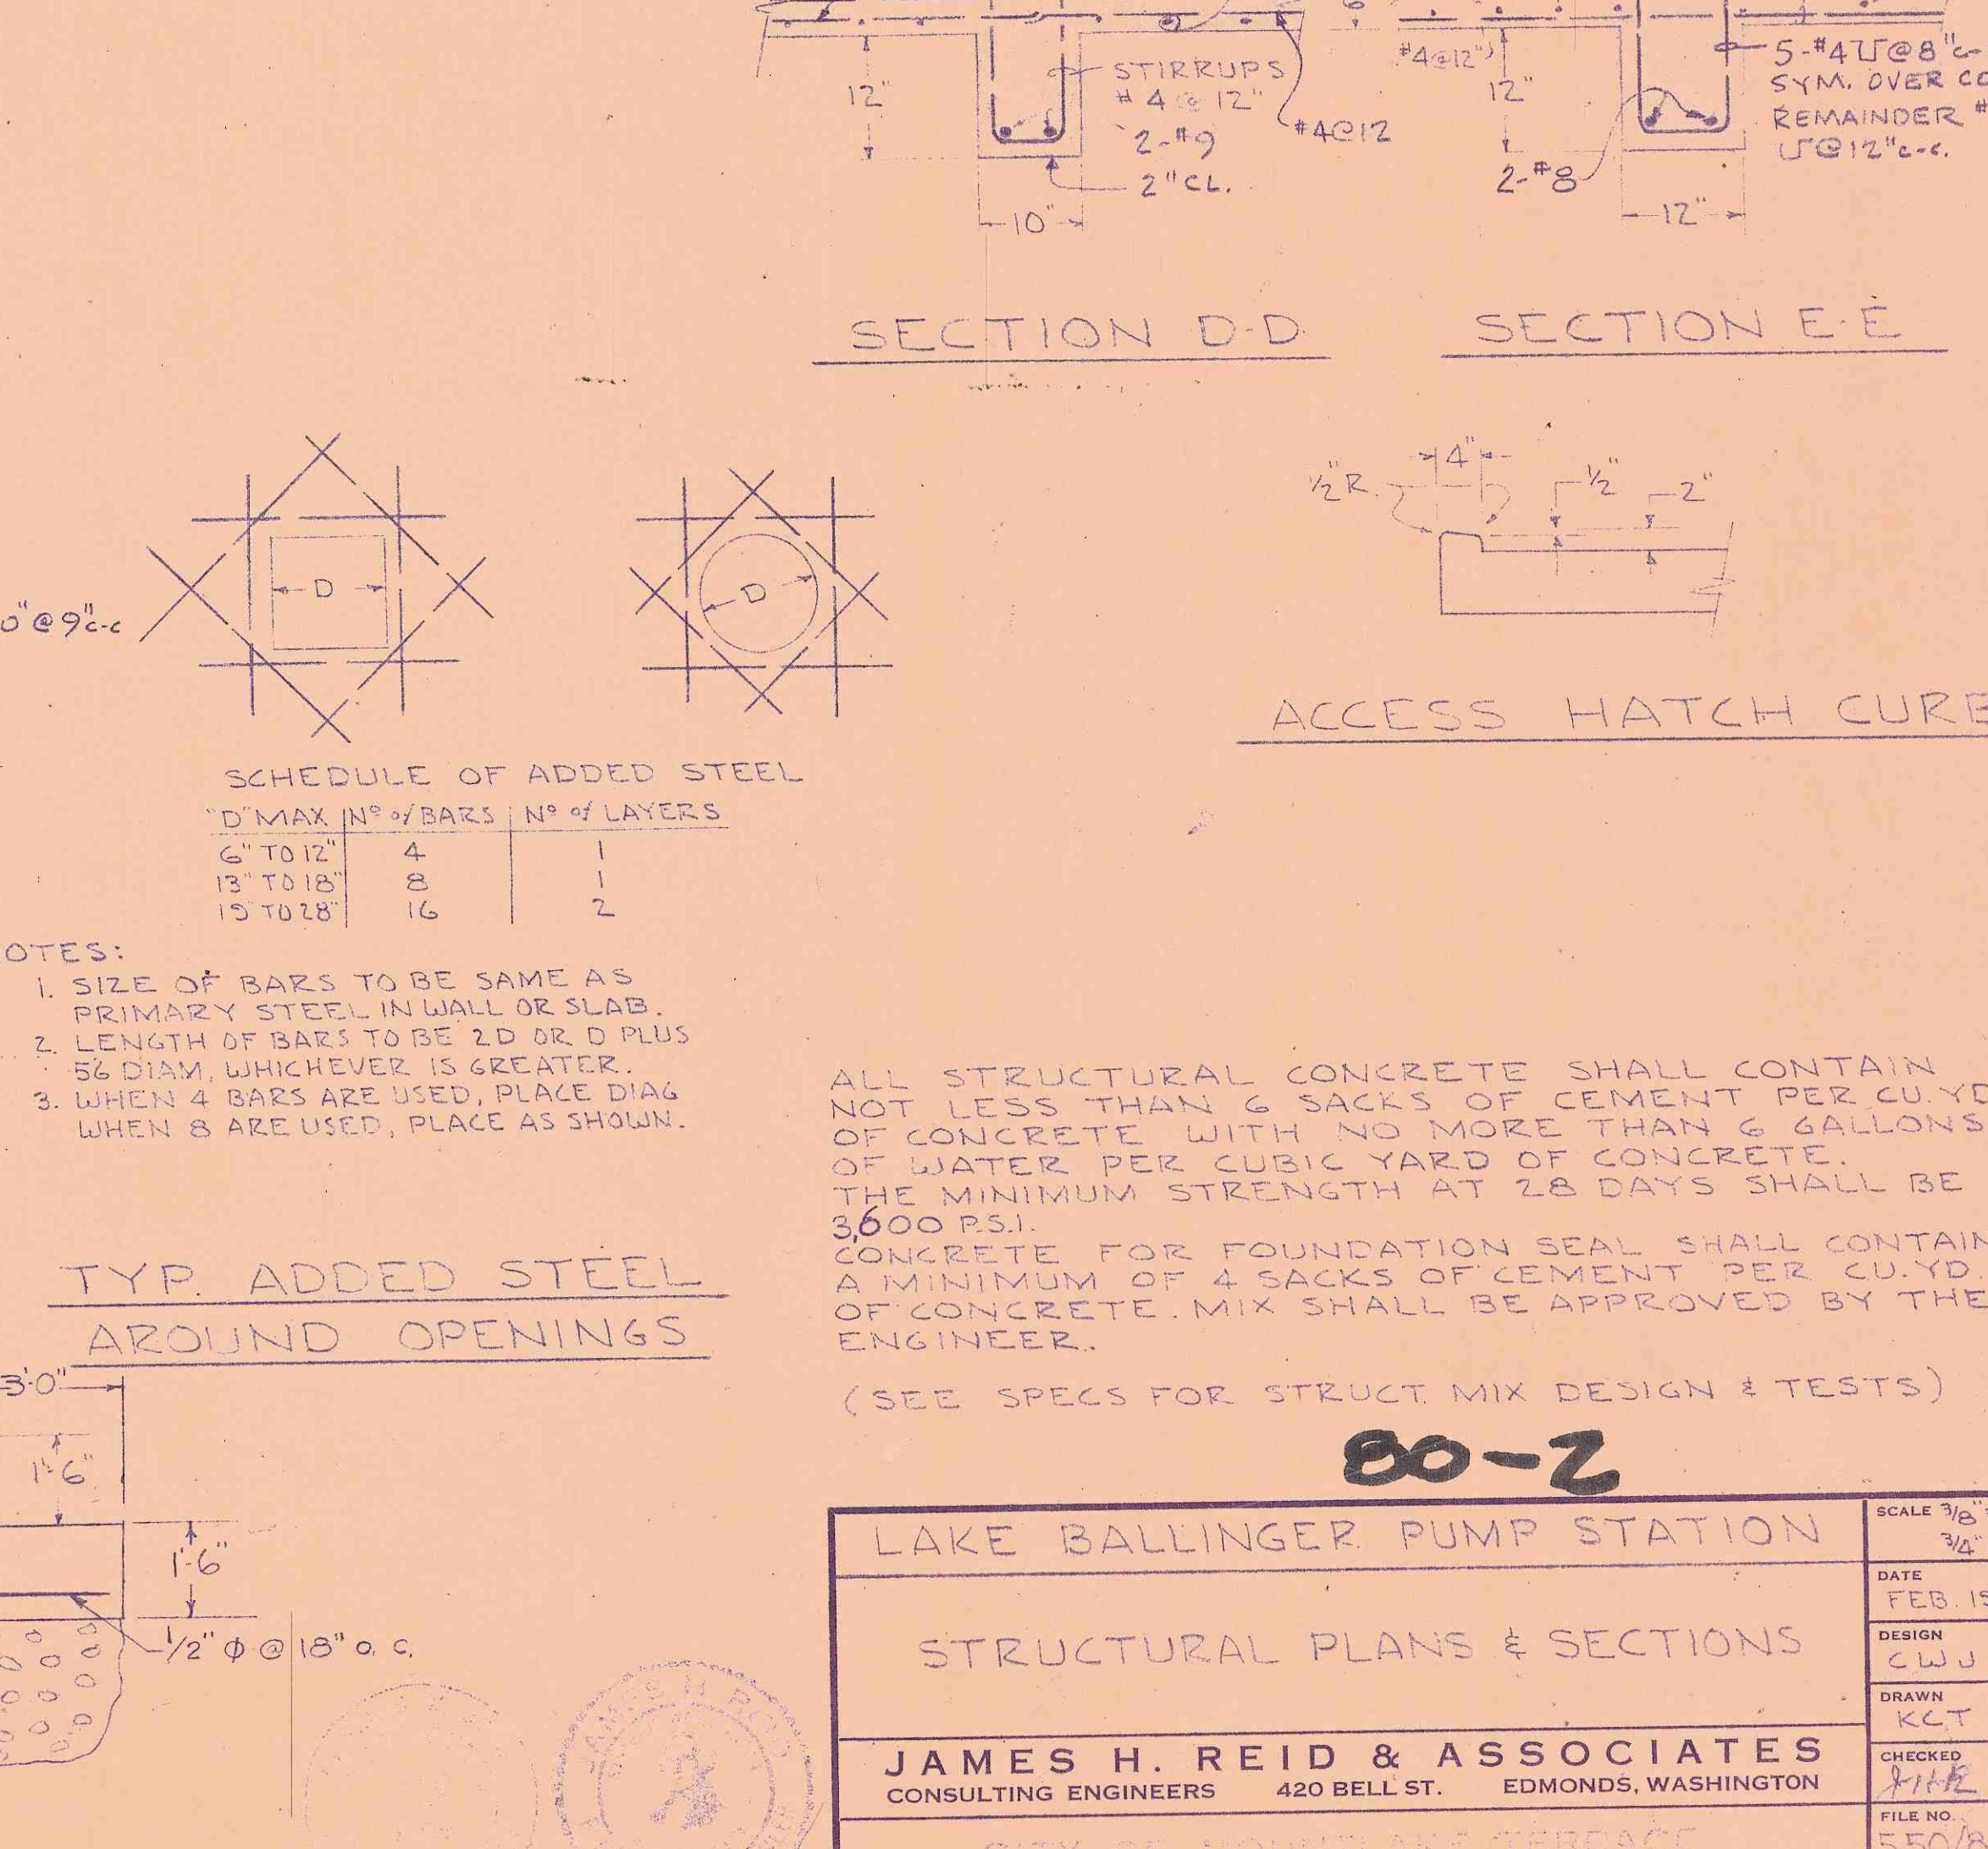 12"
STIRRUPS
# 4 @ 12"
2-#9
2" CL.
#4@12
10"
SECTION D-D
#4@12"
12"
2-#8
5-#4 @8"c-
SYM. OVER
REMAINDER #
@12"c-c.
12"
SECTION E-E
0"@9"c-c
D
D
1/2"R.
4"
1/2"
2"
ACCESS HATCH CURB
SCHEDULE OF ADDED STEEL
"D"MAX Nº of BARS Nº of LAYERS
6" TO 12" 4 1
13" TO 18" 8 1
19" TO 28" 16 2
OTES:
1. SIZE OF BARS TO BE SAME AS
PRIMARY STEEL IN WALL OR SLAB.
2. LENGTH OF BARS TO BE 2D OR D PLUS
56 DIAM, WHICHEVER IS GREATER.
3. WHEN 4 BARS ARE USED, PLACE DIAG
WHEN 8 ARE USED, PLACE AS SHOWN.
TYP. ADDED STEEL
AROUND OPENINGS
3'-0"
1'-6"
1'-6"
1/2" φ @ 18" O. C.
ALL STRUCTURAL CONCRETE SHALL CONTAIN
NOT LESS THAN 6 SACKS OF CEMENT PER CU.YD
OF CONCRETE WITH NO MORE THAN 6 GALLONS
OF WATER PER CUBIC YARD OF CONCRETE.
THE MINIMUM STRENGTH AT 28 DAYS SHALL BE
3,600 P.S.I.
CONCRETE FOR FOUNDATION SEAL SHALL CONTAIN
A MINIMUM OF 4 SACKS OF CEMENT PER CU.YD.
OF CONCRETE. MIX SHALL BE APPROVED BY THE
ENGINEER.
(SEE SPECS FOR STRUCT. MIX DESIGN & TESTS)
80-2
LAKE BALLINGER PUMP STATION
STRUCTURAL PLANS & SECTIONS
JAMES H. REID & ASSOCIATES
CONSULTING ENGINEERS 420 BELL ST. EDMONDS, WASHINGTON
CITY OF MOUNTLAKE TERRACE
SCALE 3/8"
3/4"
DATE
FEB. 19
DESIGN
CWJ
DRAWN
KCT
CHECKED
JHR
FILE NO.
550/8
JAMES H REID